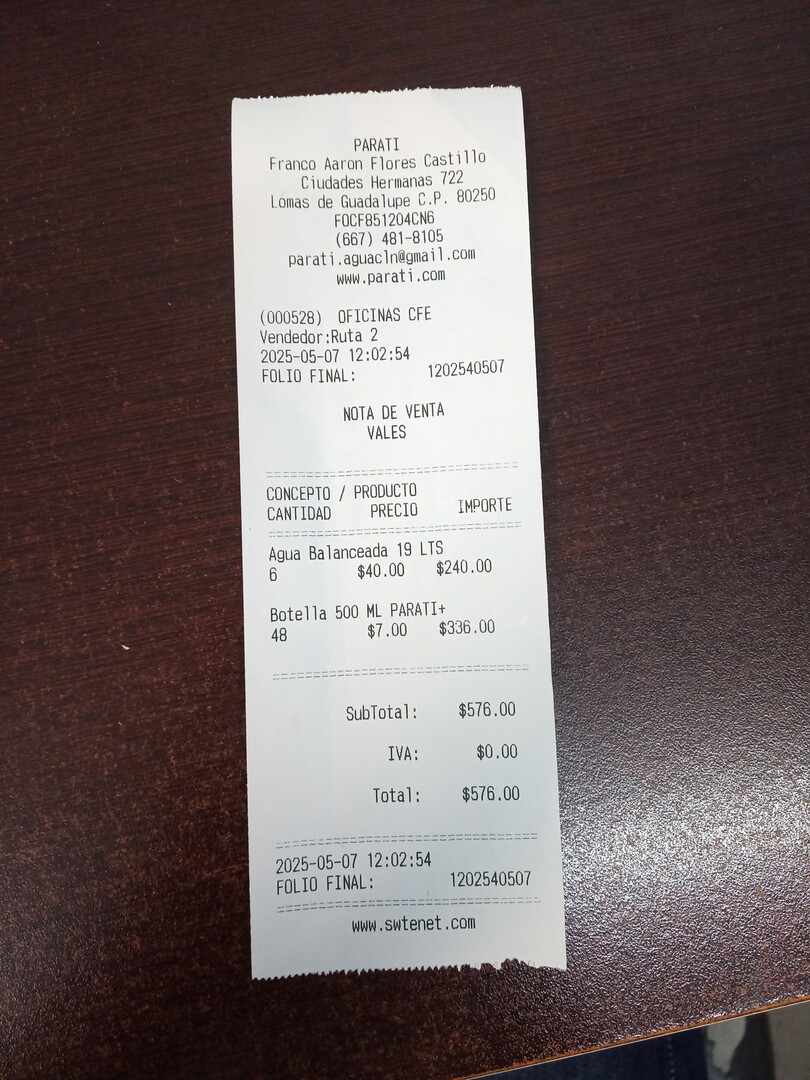 PARATI
Franco Aaron Flores Castillo
Ciudades Hermanas 722
Lomas de Guadalupe C.P. 80250
FOCF851204CN6
(667) 481-8105
parati.aguacln@gmail.com
www.parati.com
(000528) OFICINAS CFE
Vendedor:Ruta 2
2025-05-07 12:02:54
FOLIO FINAL: 1202540507
NOTA DE VENTA
VALES
CONCEPTO / PRODUCTO
CANTIDAD PRECIO IMPORTE
Agua Balanceada 19 LTS
6 $40.00 $240.00
Botella 500 ML PARATI+
48 $7.00 $336.00
SubTotal: $576.00
IVA: $0.00
Total: $576.00
2025-05-07 12:02:54
FOLIO FINAL: 1202540507
www.swtenet.com